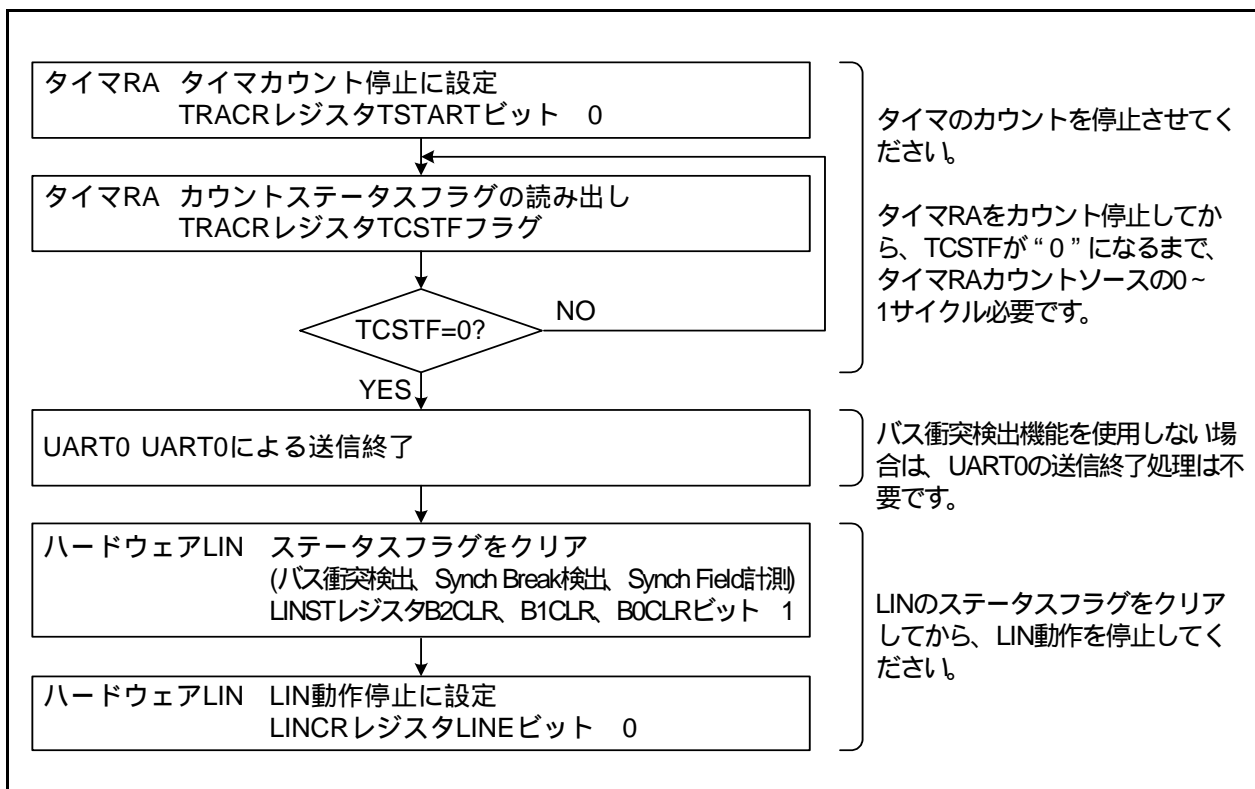 タイマRA タイマカウント停止に設定
TRACRレジスタTSTARTビット 0
タイマRA カウントステータスフラグの読み出し
TRACRレジスタTCSTFフラグ
TCSTF=0?
NO
YES
UART0 UART0による送信終了
ハードウェアLIN ステータスフラグをクリア
(バス衝突検出、Synch Break検出、Synch Field計測)
LINSTレジスタB2CLR、B1CLR、B0CLRビット 1
ハードウェアLIN LIN動作停止に設定
LINCRレジスタLINEビット 0
タイマのカウントを停止させてく
ださい。
タイマRAをカウント停止してか
ら、TCSTFが“0”になるまで、
タイマRAカウントソースの0~
1サイクル必要です。
バス衝突検出機能を使用しない場
合は、UART0の送信終了処理は不
要です。
LINのステータスフラグをクリア
してから、LIN動作を停止してく
ださい。